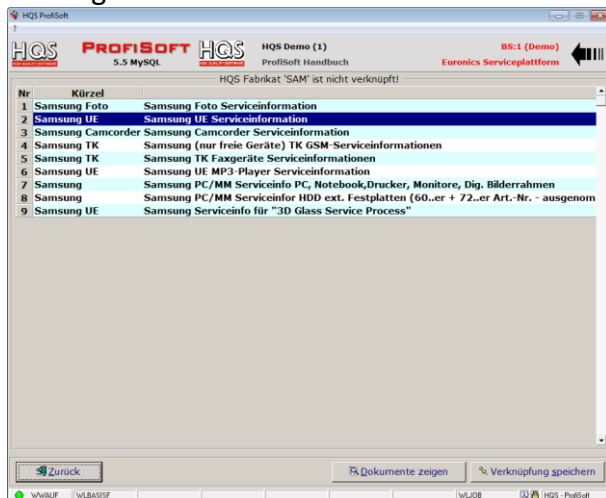 HQS ProfiSoft
?
HQS PROFISOFT HQS HQS Demo (1) BS:1 (Demo)
5.5 MySQL ProfiSoft Handbuch Euronics Serviceplattform
HQS Fabrikat 'SAM' ist nicht verknüpft!
Nr Kürzel
1 Samsung Foto Samsung Foto Serviceinformation
2 Samsung UE Samsung UE Serviceinformation
3 Samsung Camcorder Samsung Camcorder Serviceinformation
4 Samsung TK Samsung (nur freie Geräte) TK GSM-Serviceinformationen
5 Samsung TK Samsung TK Faxgeräte Serviceinformationen
6 Samsung UE Samsung UE MP3-Player Serviceinformation
7 Samsung Samsung PC/MM Serviceinfo PC, Notebook,Drucker, Monitore, Dig. Bilderrahmen
8 Samsung Samsung PC/MM Serviceinfor HDD ext. Festplatten (60..er + 72..er Art.-Nr. - ausgenom
9 Samsung UE Samsung Serviceinfo für "3D Glass Service Process"
Zurück Dokumente zeigen Verknüpfung speichern
WWAUF WLBASISF WLJOB HQS - ProfiSoft